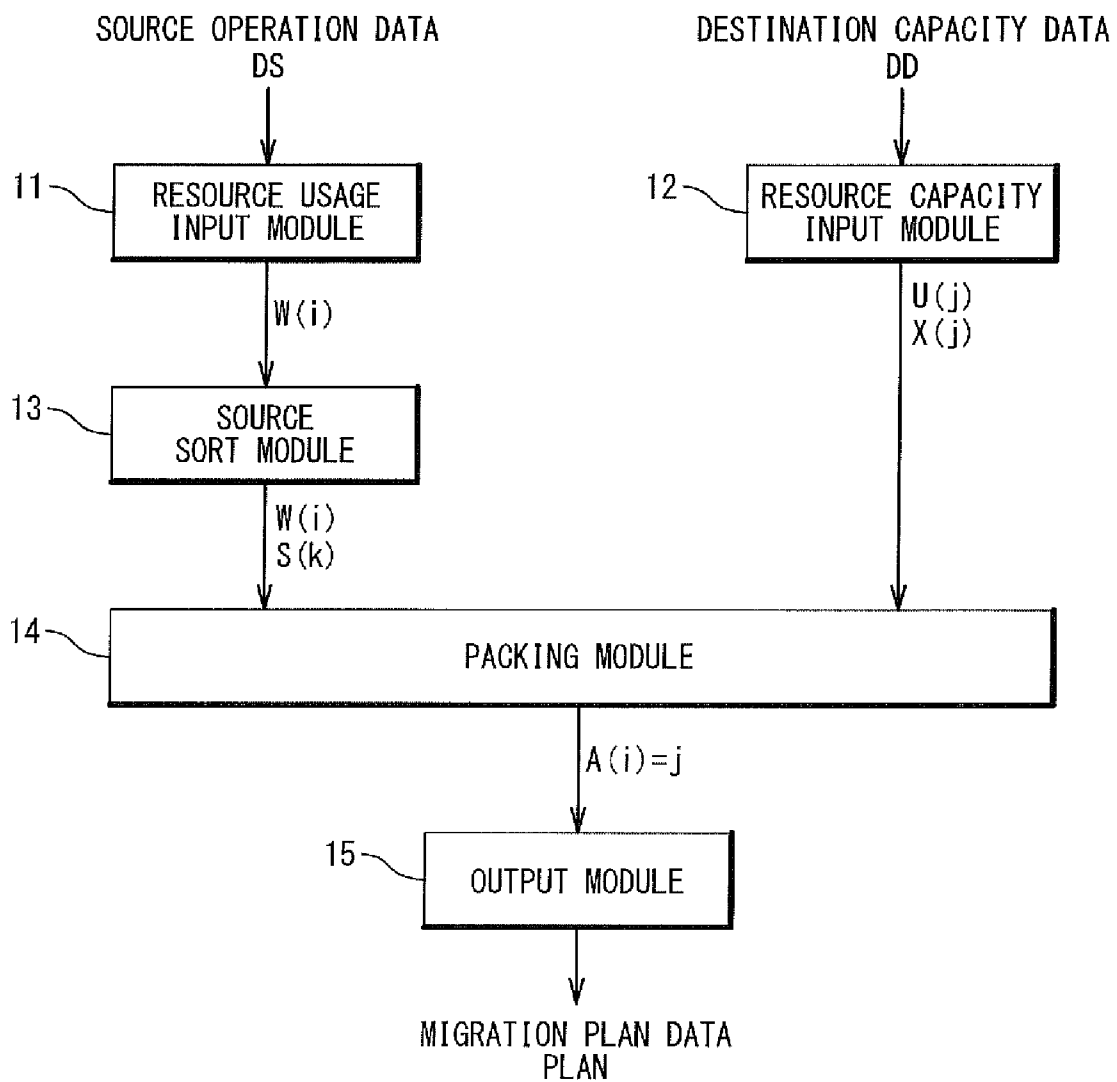 SOURCE OPERATION DATA
DS
DESTINATION CAPACITY DATA
DD
11
RESOURCE USAGE
INPUT MODULE
12
RESOURCE CAPACITY
INPUT MODULE
W(i)
U(j)
X(j)
13
SOURCE
SORT MODULE
W(i)
S(k)
14
PACKING MODULE
A(i)=j
15
OUTPUT MODULE
MIGRATION PLAN DATA
PLAN